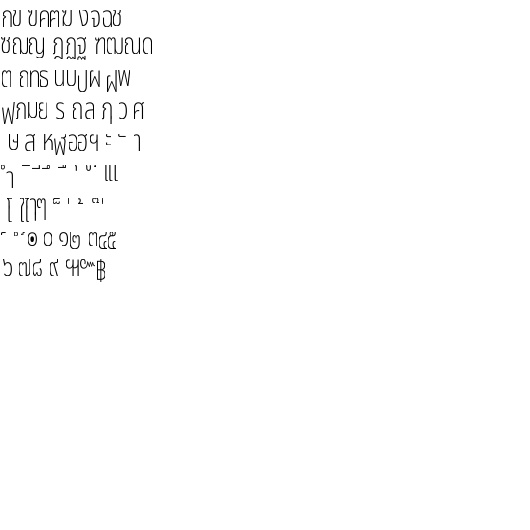 กข ฃคฅฆ งจฉช
ซฌญ ฎฏฐ ฑฒณด
ต ถทธ นบปผ ฝพ
ฟภมย ร ฤล ฦ ว ศ
ษ ส หฬอฮฯ ะ ั า
ำ ิ ี ึ ื ุ ู ฺ เแ
โ ใไๅๆ ็ ่ ้ ๊ ๋
์ ํ ๎๏ ๐ ๑๒ ๓๔๕
๖ ๗๘ ๙ ๚๛฿